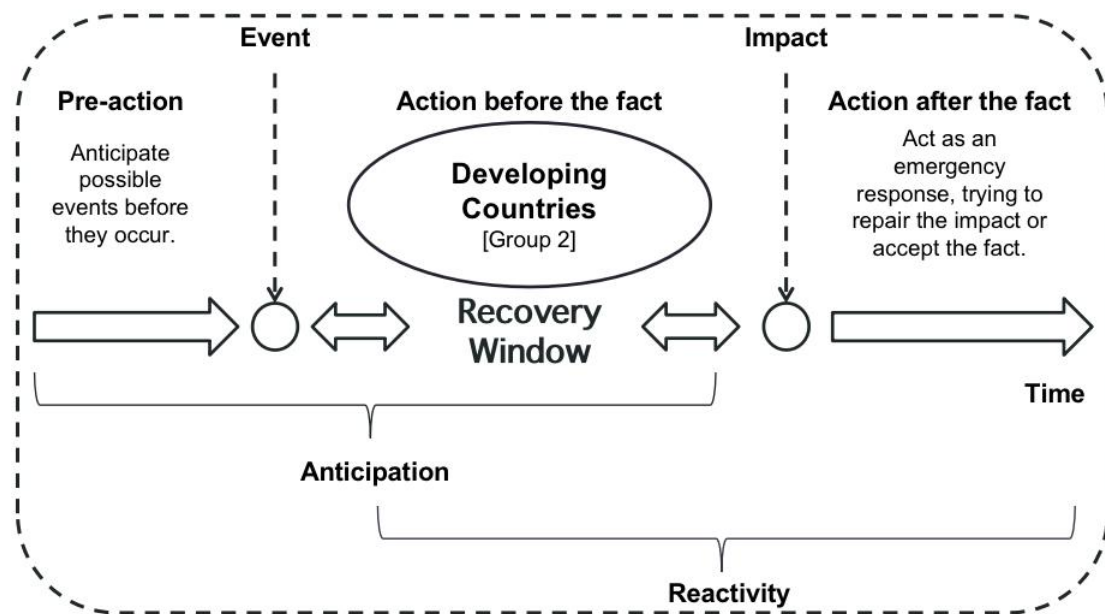 Event
Impact
Pre-action
Action before the fact
Action after the fact
Anticipate
possible
events before
they occur.
Developing
Countries
[Group 2]
Act as an
emergency
response, trying to
repair the impact or
accept the fact.
Recovery
Window
Time
Anticipation
Reactivity